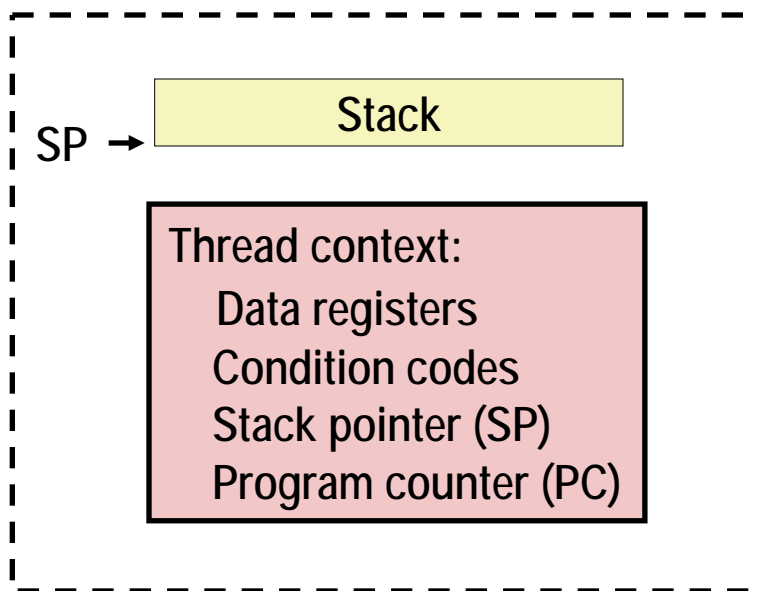 Stack
SP
Thread context:
Data registers
Condition codes
Stack pointer (SP)
Program counter (PC)